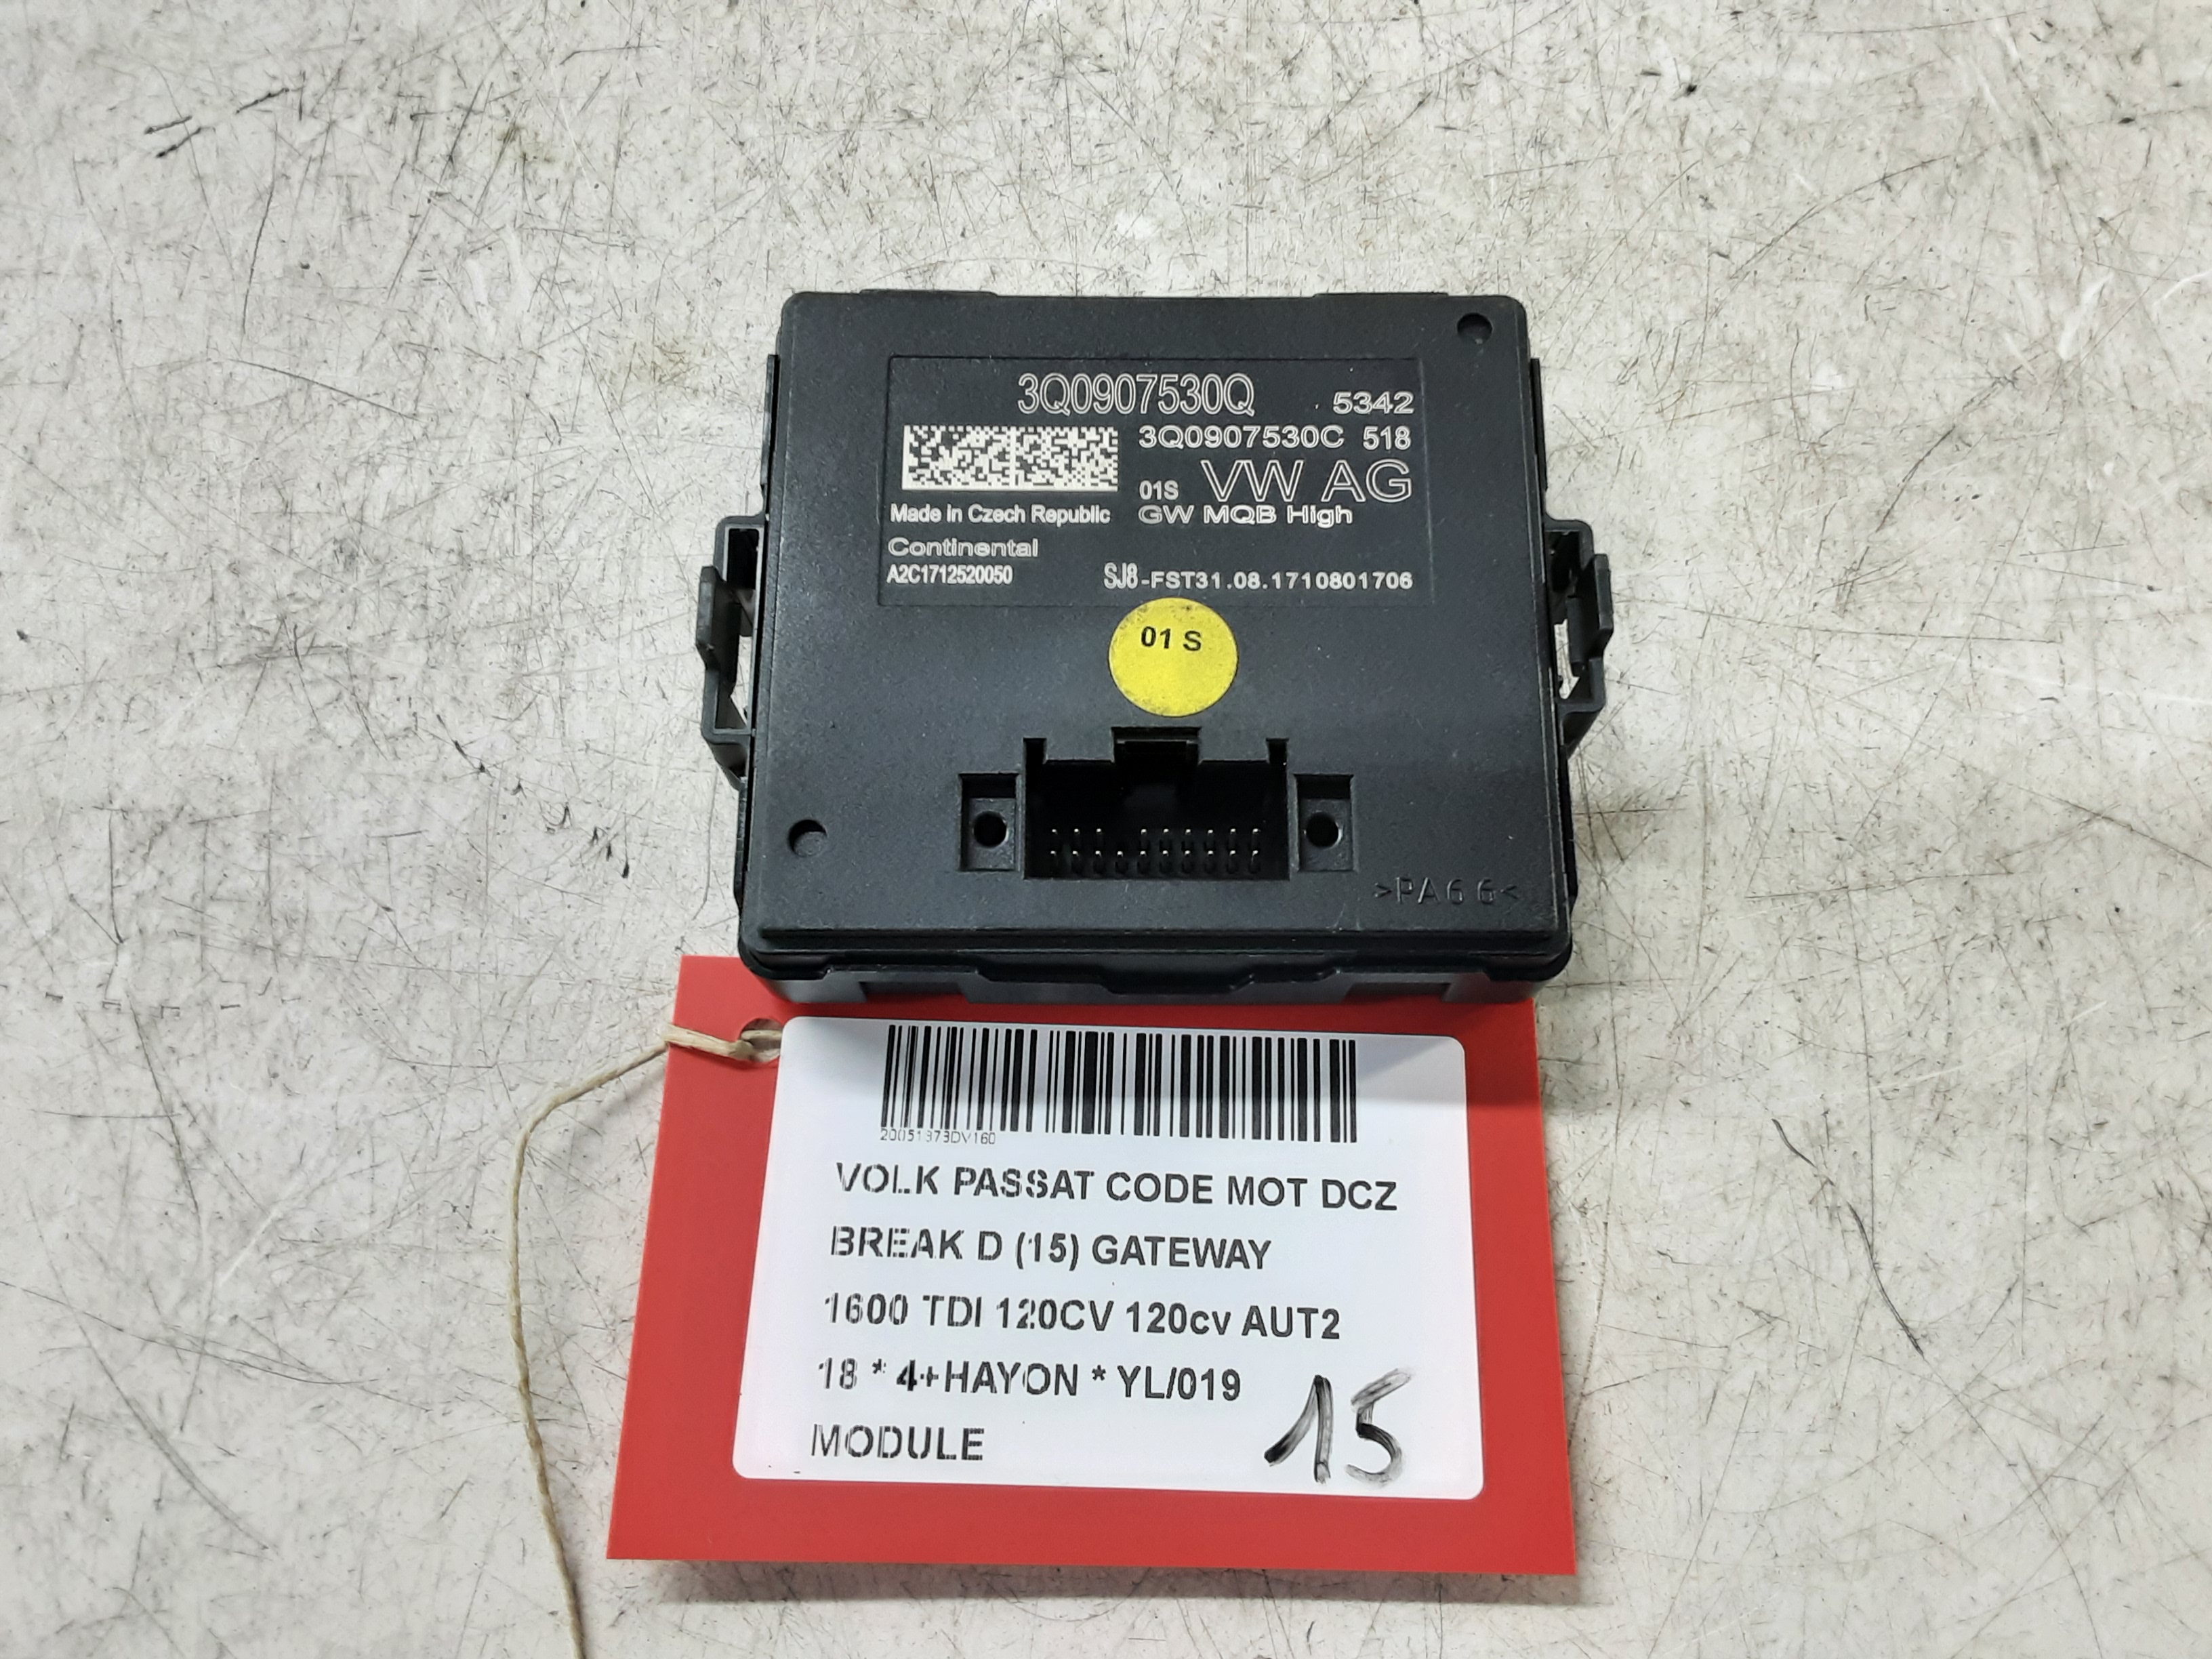 3Q0907530Q 5342
3Q0907530C 518
01S VW AG
Made in Czech Republic GW MQB High
Continental
A2C1712520050 SJ8-FST31.08.1710801706
01 S
>PA66<
20051373DV160
VOLK PASSAT CODE MOT DCZ
BREAK D (15) GATEWAY
1600 TDI 120CV 120cv AUT2
18 * 4+HAYON * YL/019
MODULE 15